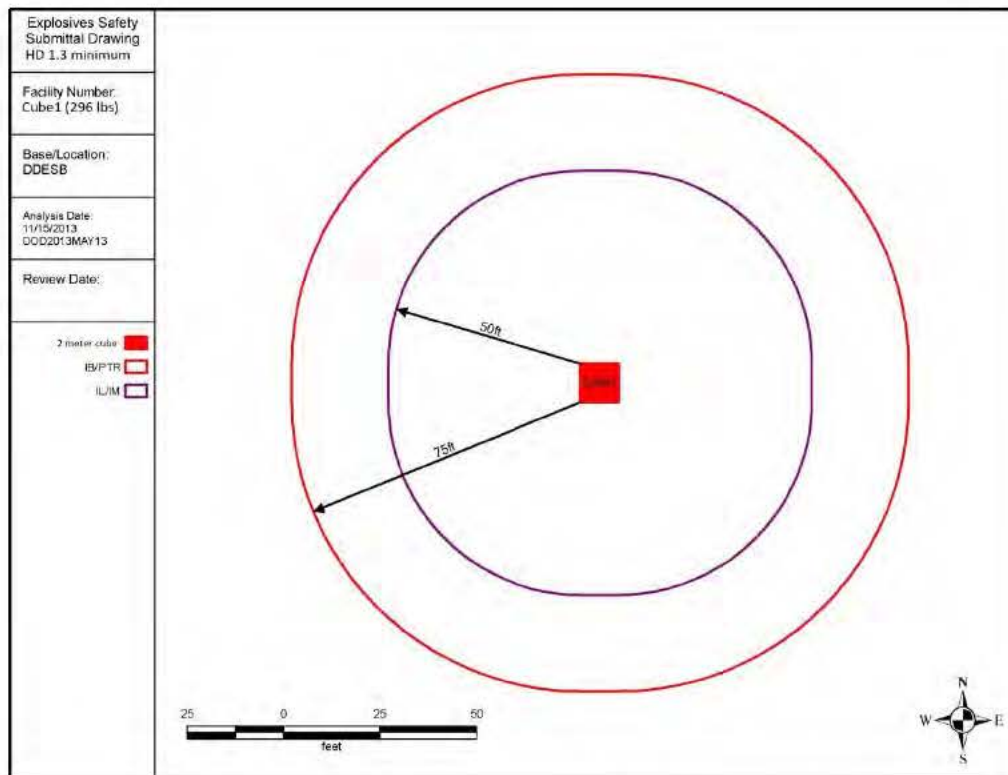 Explosives Safety
Submittal Drawing
HD 1.3 minimum
Facility Number:
Cube1 (296 lbs)
Base/Location:
DDESB
Analysis Date:
11/15/2013
DOD2013MAY13
Review Date:
2 meter cube
IB/PTR
IL/IM
50ft
75ft
25 0 25 50
feet
N
W E
S